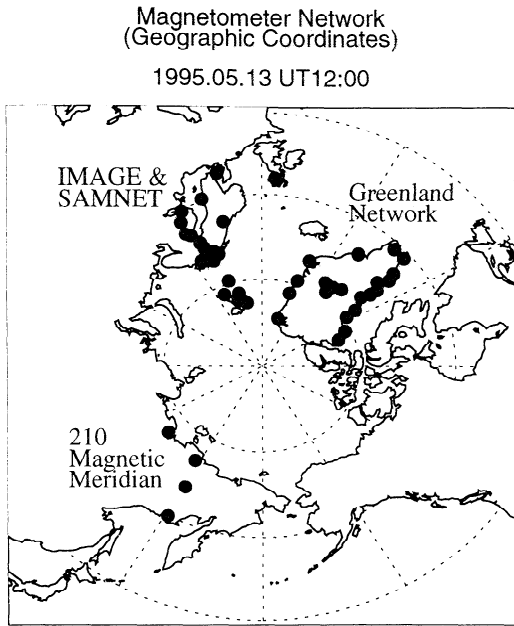 Magnetometer Network
(Geographic Coordinates)
1995.05.13 UT12:00
IMAGE &
SAMNET
Greenland
Network
210
Magnetic
Meridian